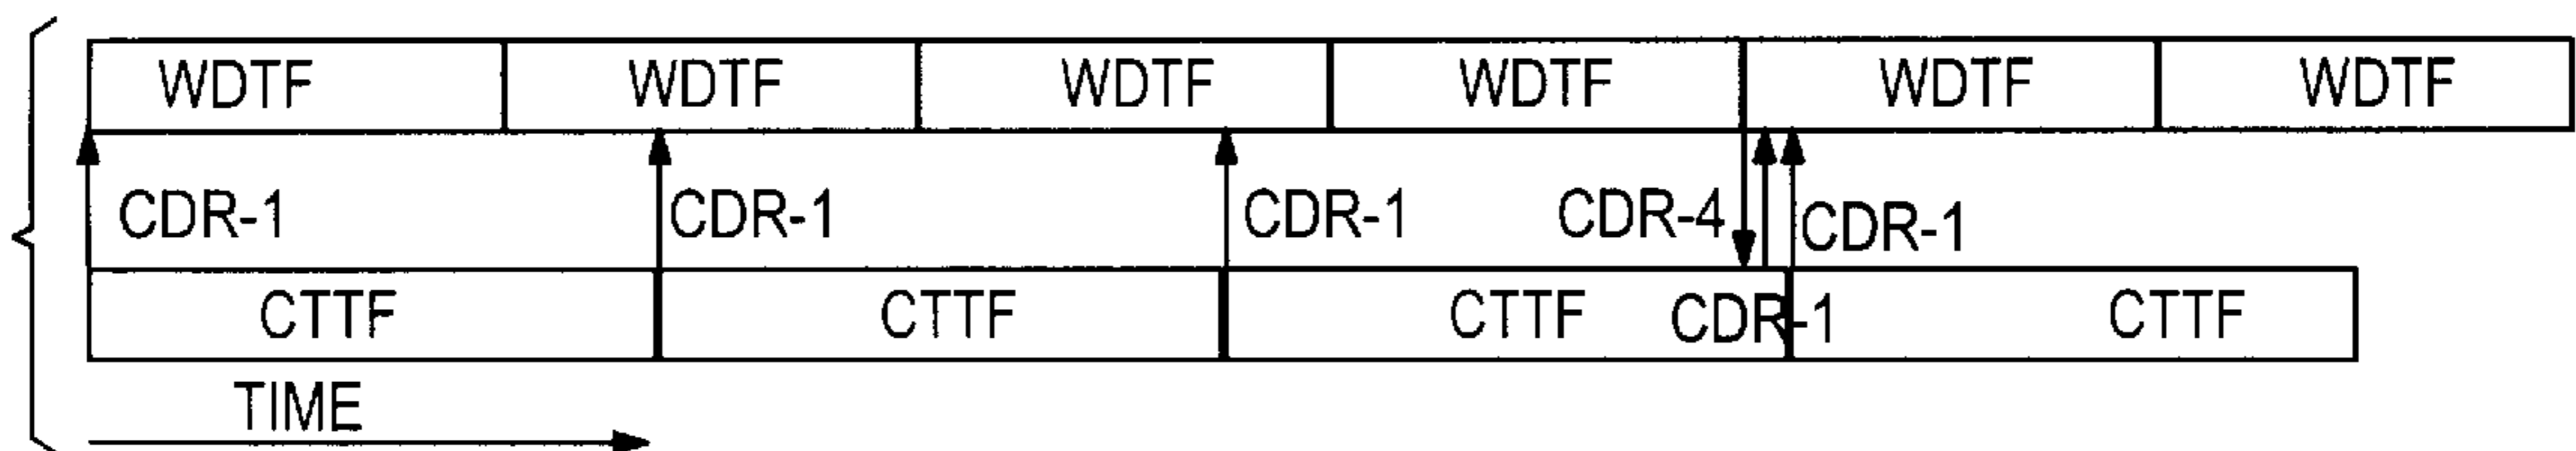 WDTF WDTF WDTF WDTF WDTF WDTF
CDR-1 CDR-1 CDR-1 CDR-4 CDR-1
CTTF CTTF CTTF CDR-1 CTTF
TIME